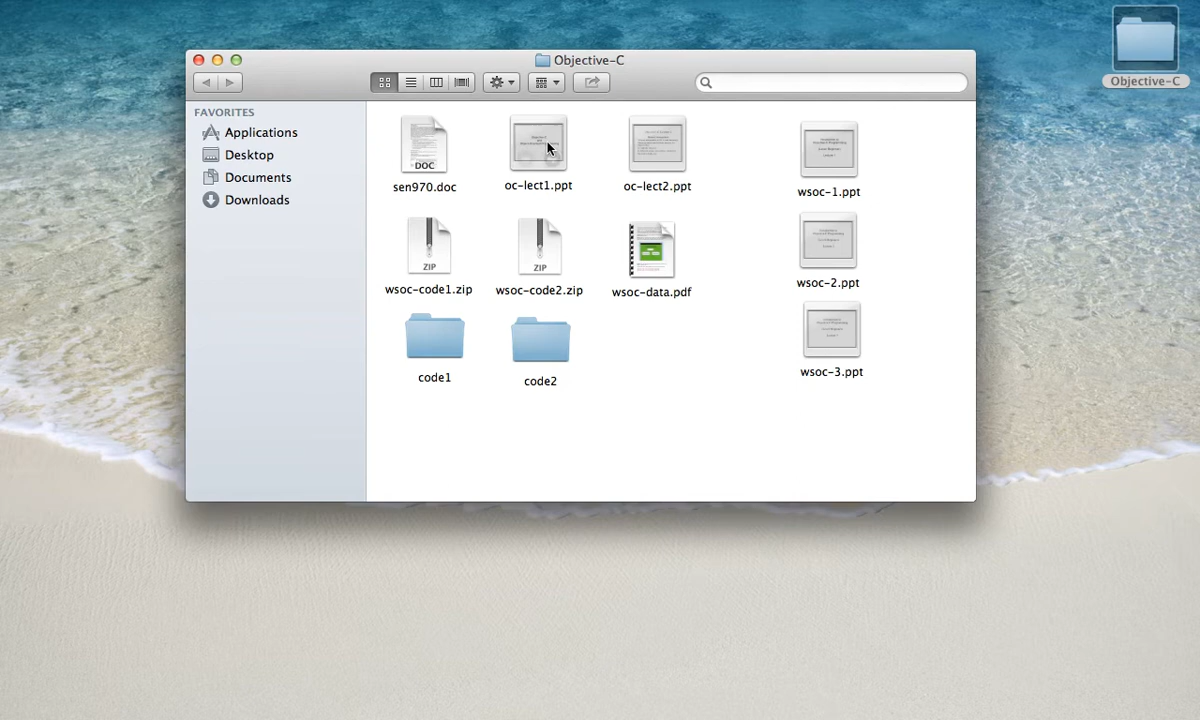 Objective-C
Objective-C
FAVORITES
Applications
Desktop
Documents
Downloads
DOC
sen970.doc
oc-lect1.ppt
oc-lect2.ppt
wsoc-1.ppt
ZIP
wsoc-code1.zip
ZIP
wsoc-code2.zip
wsoc-data.pdf
wsoc-2.ppt
code1
code2
wsoc-3.ppt